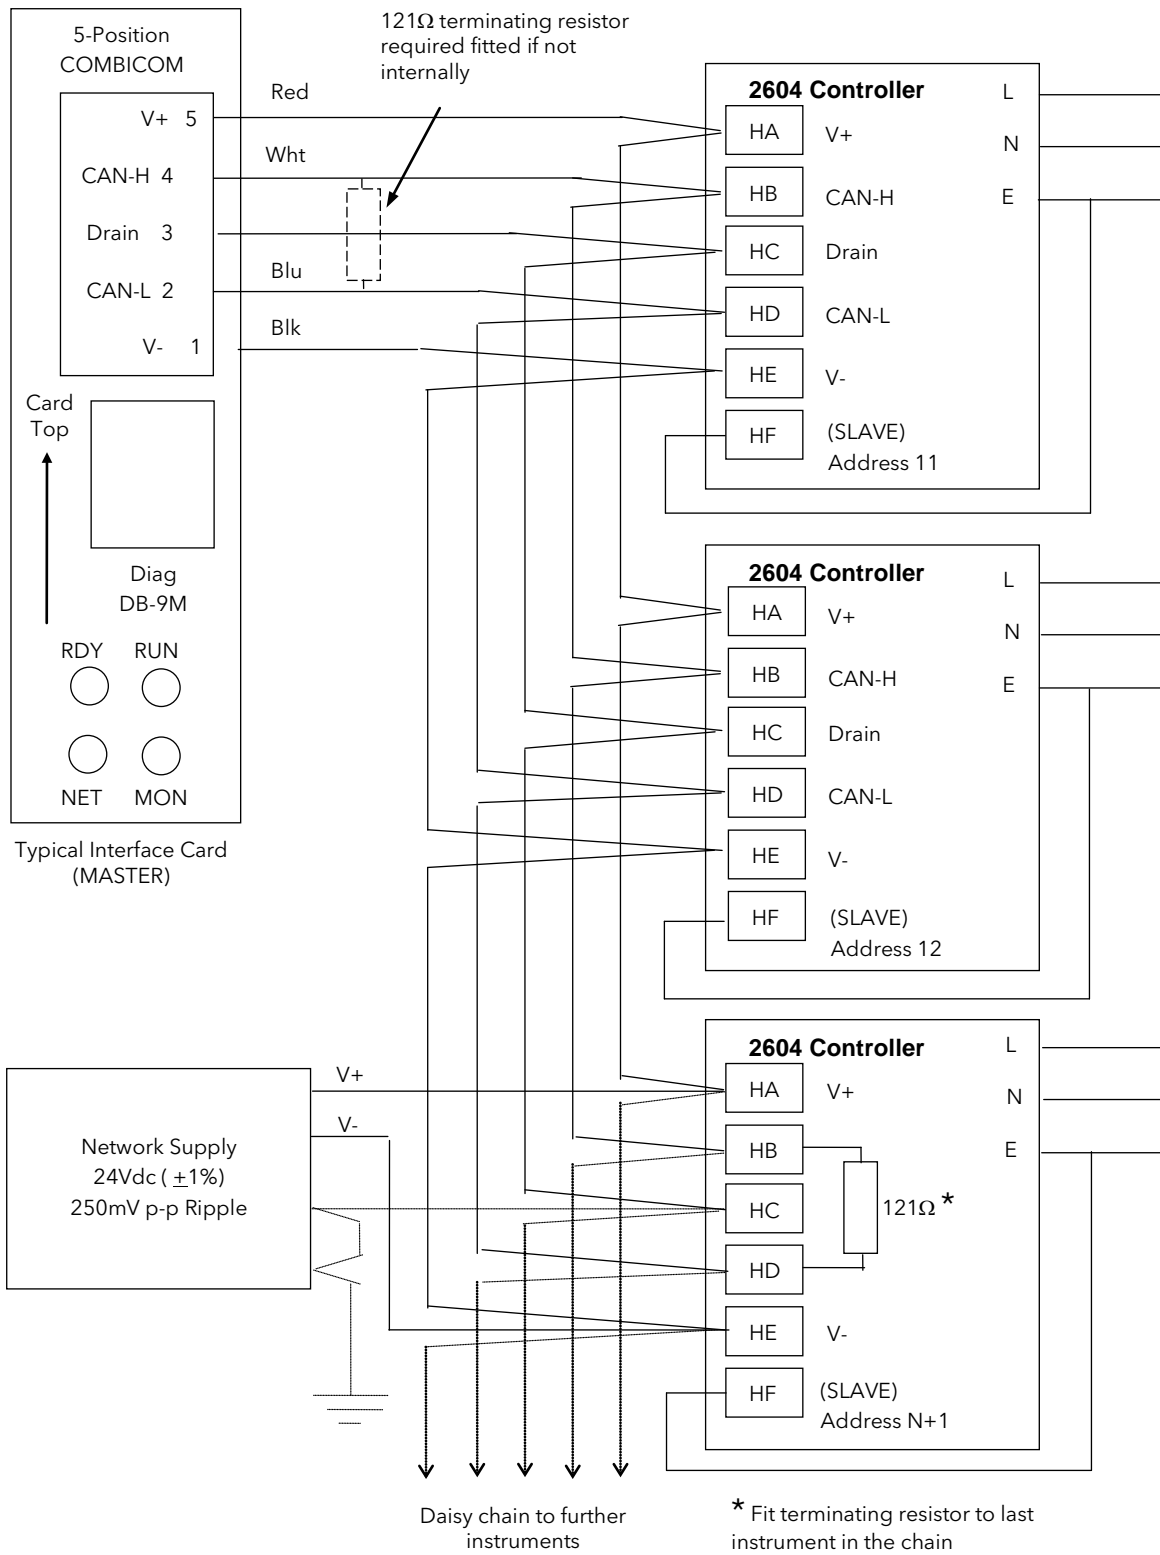 121Ω terminating resistor
required fitted if not
internally
5-Position
COMBICOM
V+ 5
CAN-H 4
Drain 3
CAN-L 2
V- 1
Red
Wht
Blu
Blk
Card
Top
Diag
DB-9M
RDY RUN
NET MON
Typical Interface Card
(MASTER)
2604 Controller
L
N
E
HA V+
HB CAN-H
HC Drain
HD CAN-L
HE V-
HF (SLAVE)
Address 11
2604 Controller
L
N
E
HA V+
HB CAN-H
HC Drain
HD CAN-L
HE V-
HF (SLAVE)
Address 12
Network Supply
24Vdc ( ±1%)
250mV p-p Ripple
V+
V-
2604 Controller
L
N
E
HA V+
HB
HC
HD
121Ω *
HE V-
HF (SLAVE)
Address N+1
Daisy chain to further
instruments
* Fit terminating resistor to last
instrument in the chain